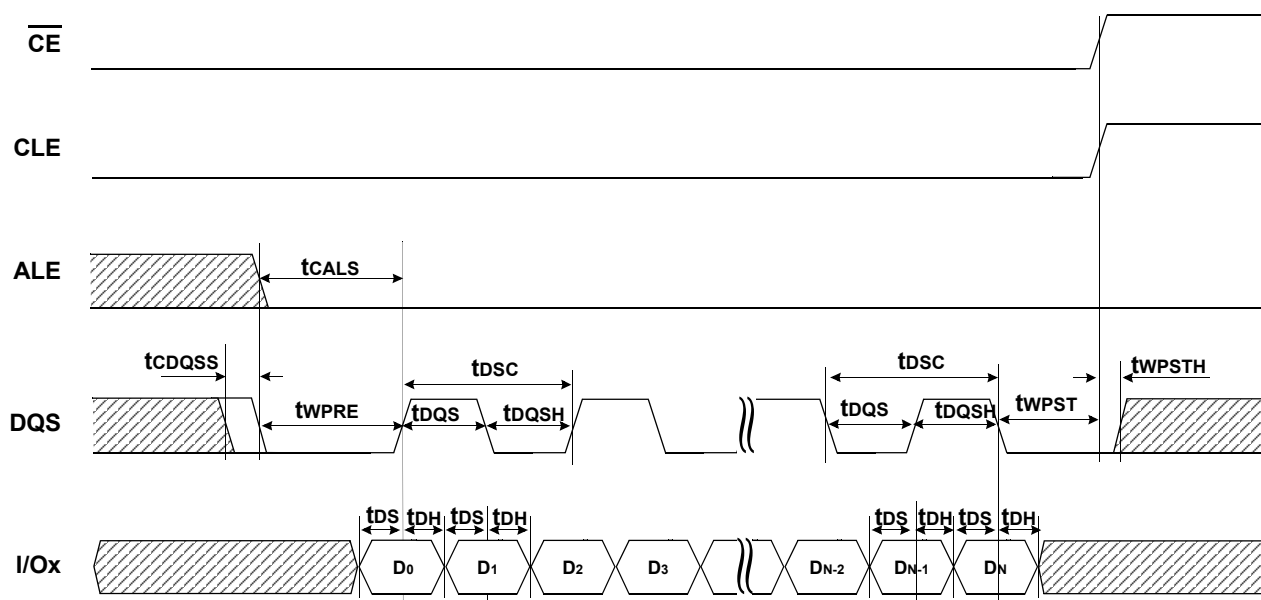 CE
CLE
ALE
tCALS
tCDQSS
tDSC
tDSC
tWPSTH
DQS
tWPRE
tDQS
tDQSH
tDQS
tDQSH
tWPST
tDS
tDH
tDS
tDH
tDS
tDH
tDS
tDH
I/Ox
D0
D1
D2
D3
DN-2
DN-1
DN